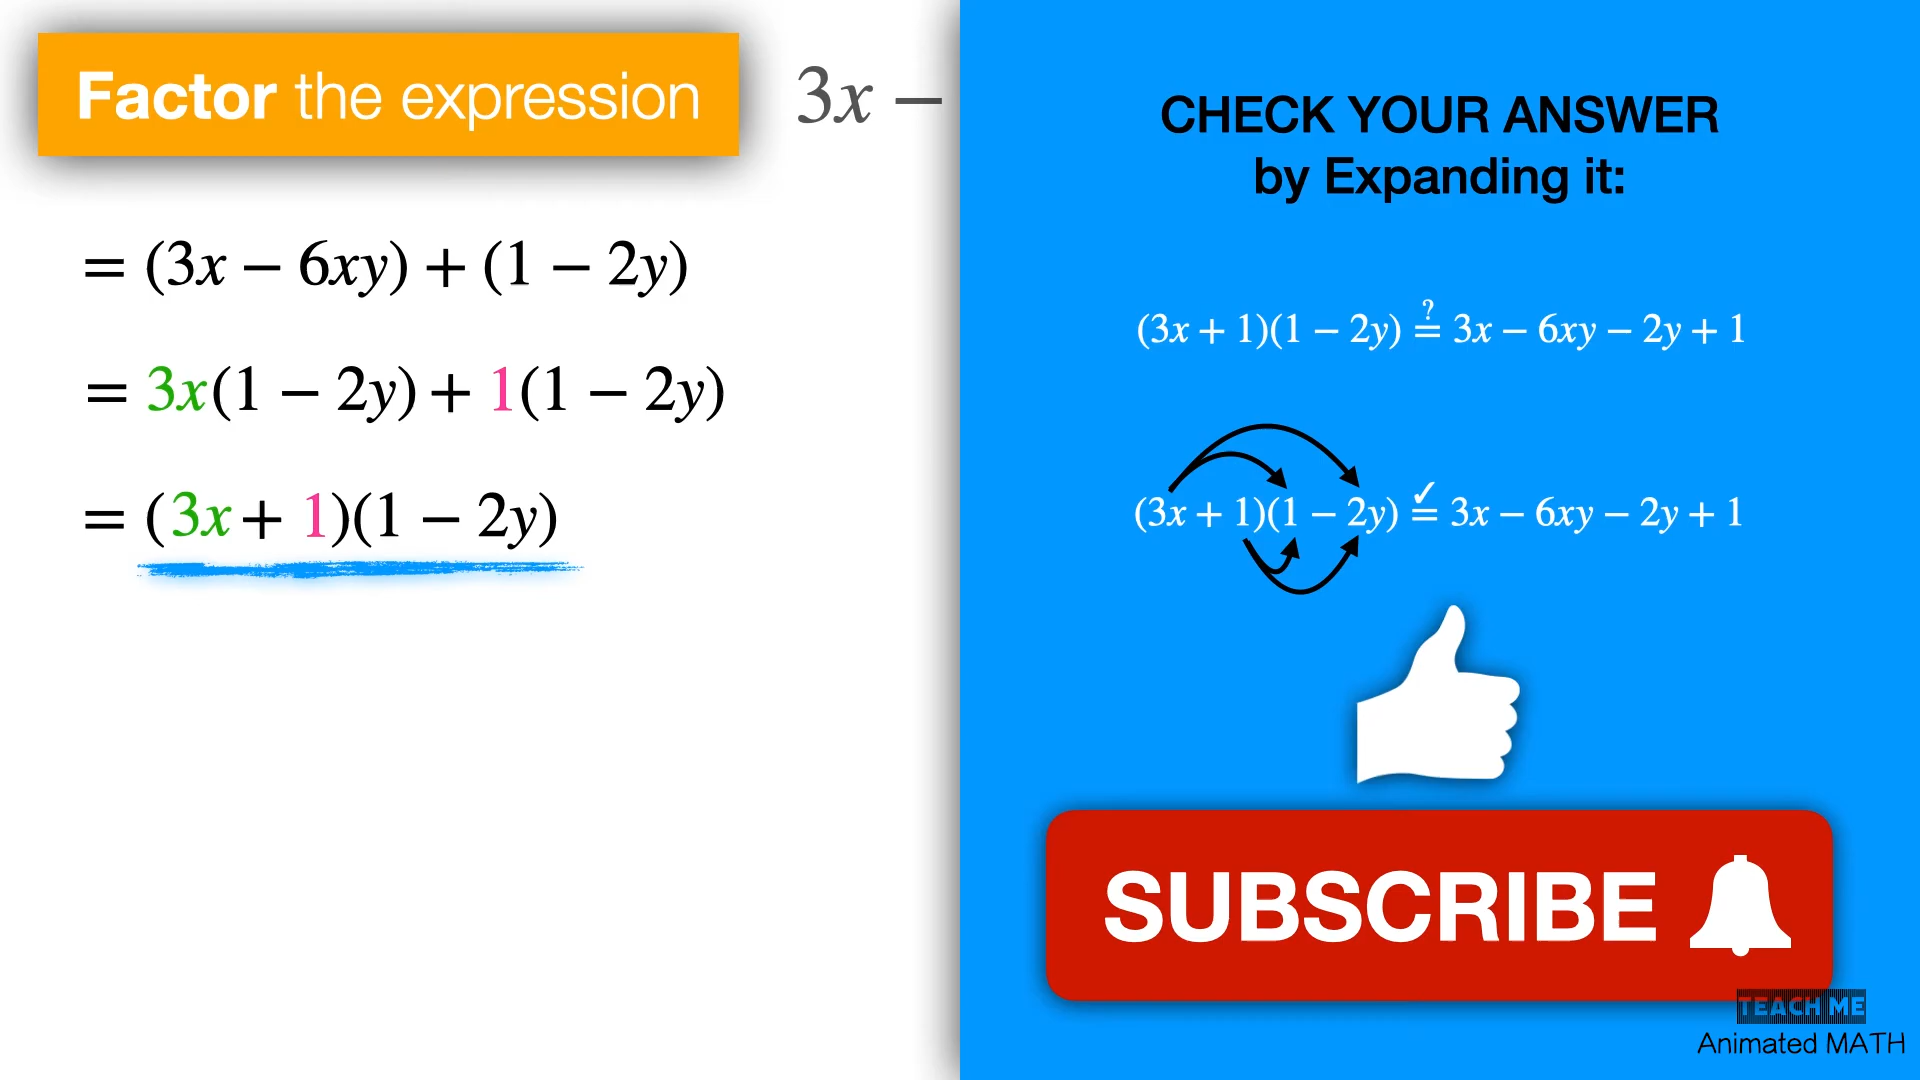 Factor the expression 3x −
= (3x − 6xy) + (1 − 2y)
= 3x(1 − 2y) + 1(1 − 2y)
= (3x + 1)(1 − 2y)
CHECK YOUR ANSWER
by Expanding it:
(3x + 1)(1 − 2y) ≟ 3x − 6xy − 2y + 1
(3x + 1)(1 − 2y) =✓ 3x − 6xy − 2y + 1
SUBSCRIBE
TEACH ME
Animated MATH